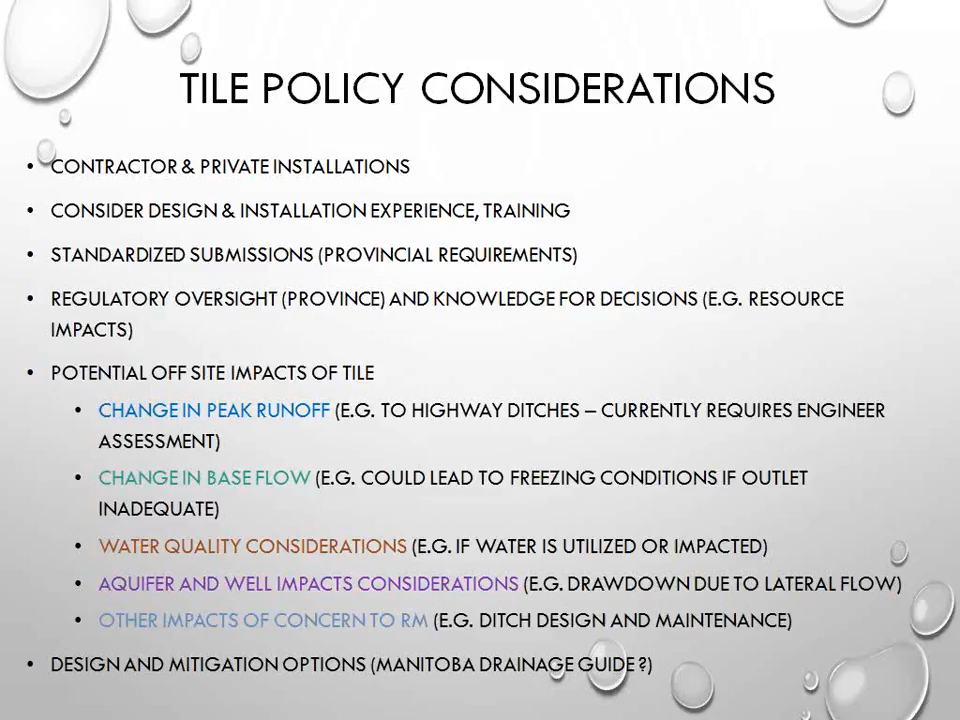 TILE POLICY CONSIDERATIONS
• CONTRACTOR & PRIVATE INSTALLATIONS
• CONSIDER DESIGN & INSTALLATION EXPERIENCE, TRAINING
• STANDARDIZED SUBMISSIONS (PROVINCIAL REQUIREMENTS)
• REGULATORY OVERSIGHT (PROVINCE) AND KNOWLEDGE FOR DECISIONS (E.G. RESOURCE
IMPACTS)
• POTENTIAL OFF SITE IMPACTS OF TILE
• CHANGE IN PEAK RUNOFF (E.G. TO HIGHWAY DITCHES – CURRENTLY REQUIRES ENGINEER
ASSESSMENT)
• CHANGE IN BASE FLOW (E.G. COULD LEAD TO FREEZING CONDITIONS IF OUTLET
INADEQUATE)
• WATER QUALITY CONSIDERATIONS (E.G. IF WATER IS UTILIZED OR IMPACTED)
• AQUIFER AND WELL IMPACTS CONSIDERATIONS (E.G. DRAWDOWN DUE TO LATERAL FLOW)
• OTHER IMPACTS OF CONCERN TO RM (E.G. DITCH DESIGN AND MAINTENANCE)
• DESIGN AND MITIGATION OPTIONS (MANITOBA DRAINAGE GUIDE ?)